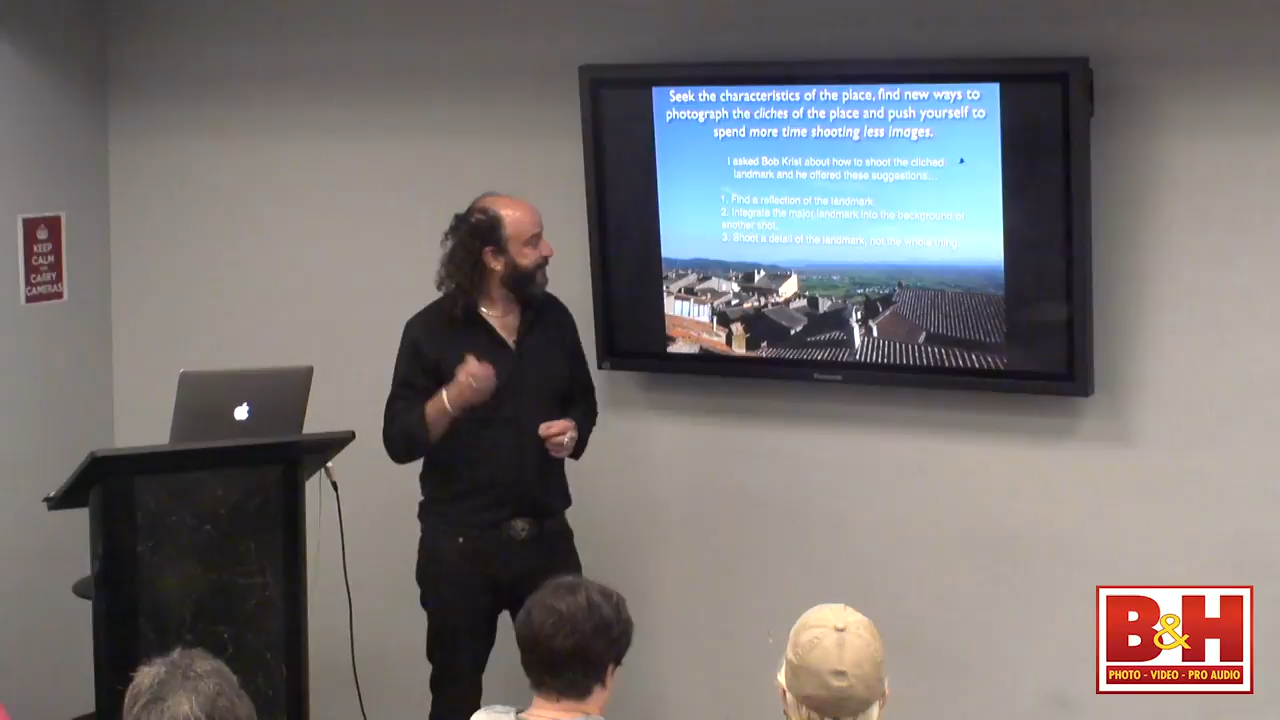 Seek the characteristics of the place, find new ways to
photograph the cliches of the place and push yourself to
spend more time shooting less images.
I asked Bob Krist about how to shoot the cliched
landmark and he offered these suggestions...
1. Find a reflection of the landmark.
2. Integrate the major landmark into the background of
another shot.
3. Shoot a detail of the landmark, not the whole thing.
KEEP
CALM
AND
CARRY
CAMERAS
Panasonic
B&H
PHOTO - VIDEO - PRO AUDIO